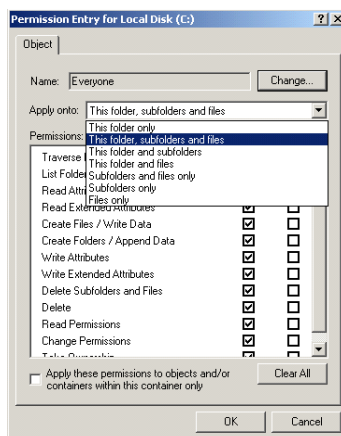 Permission Entry for Local Disk (C:)
Object
Name: Everyone
Change...
Apply onto: This folder, subfolders and files
This folder only
Permissions: This folder, subfolders and files
Traverse This folder and subfolders
This folder and files
List Folder Subfolders and files only
Read Attri Subfolders only
Files only
Read Extended Attributes
Create Files / Write Data
Create Folders / Append Data
Write Attributes
Write Extended Attributes
Delete Subfolders and Files
Delete
Read Permissions
Change Permissions
Take Ownership
Apply these permissions to objects and/or
containers within this container only
Clear All
OK Cancel